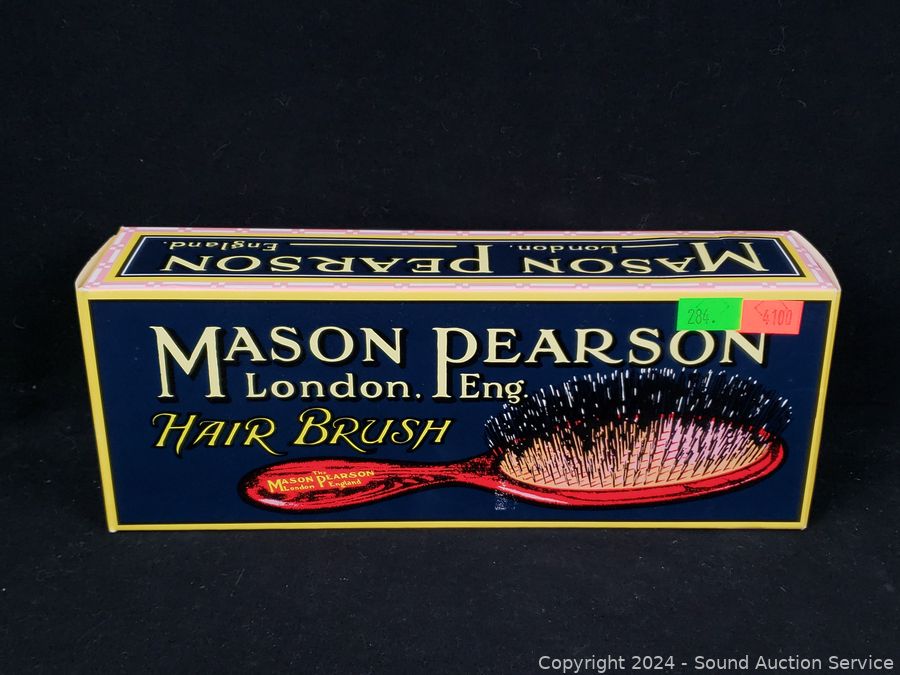 MASON PEARSON
London. England.
284.
4100
MASON PEARSON
London. Eng.
HAIR BRUSH
The
MASON PEARSON
London England
Copyright 2024 - Sound Auction Service